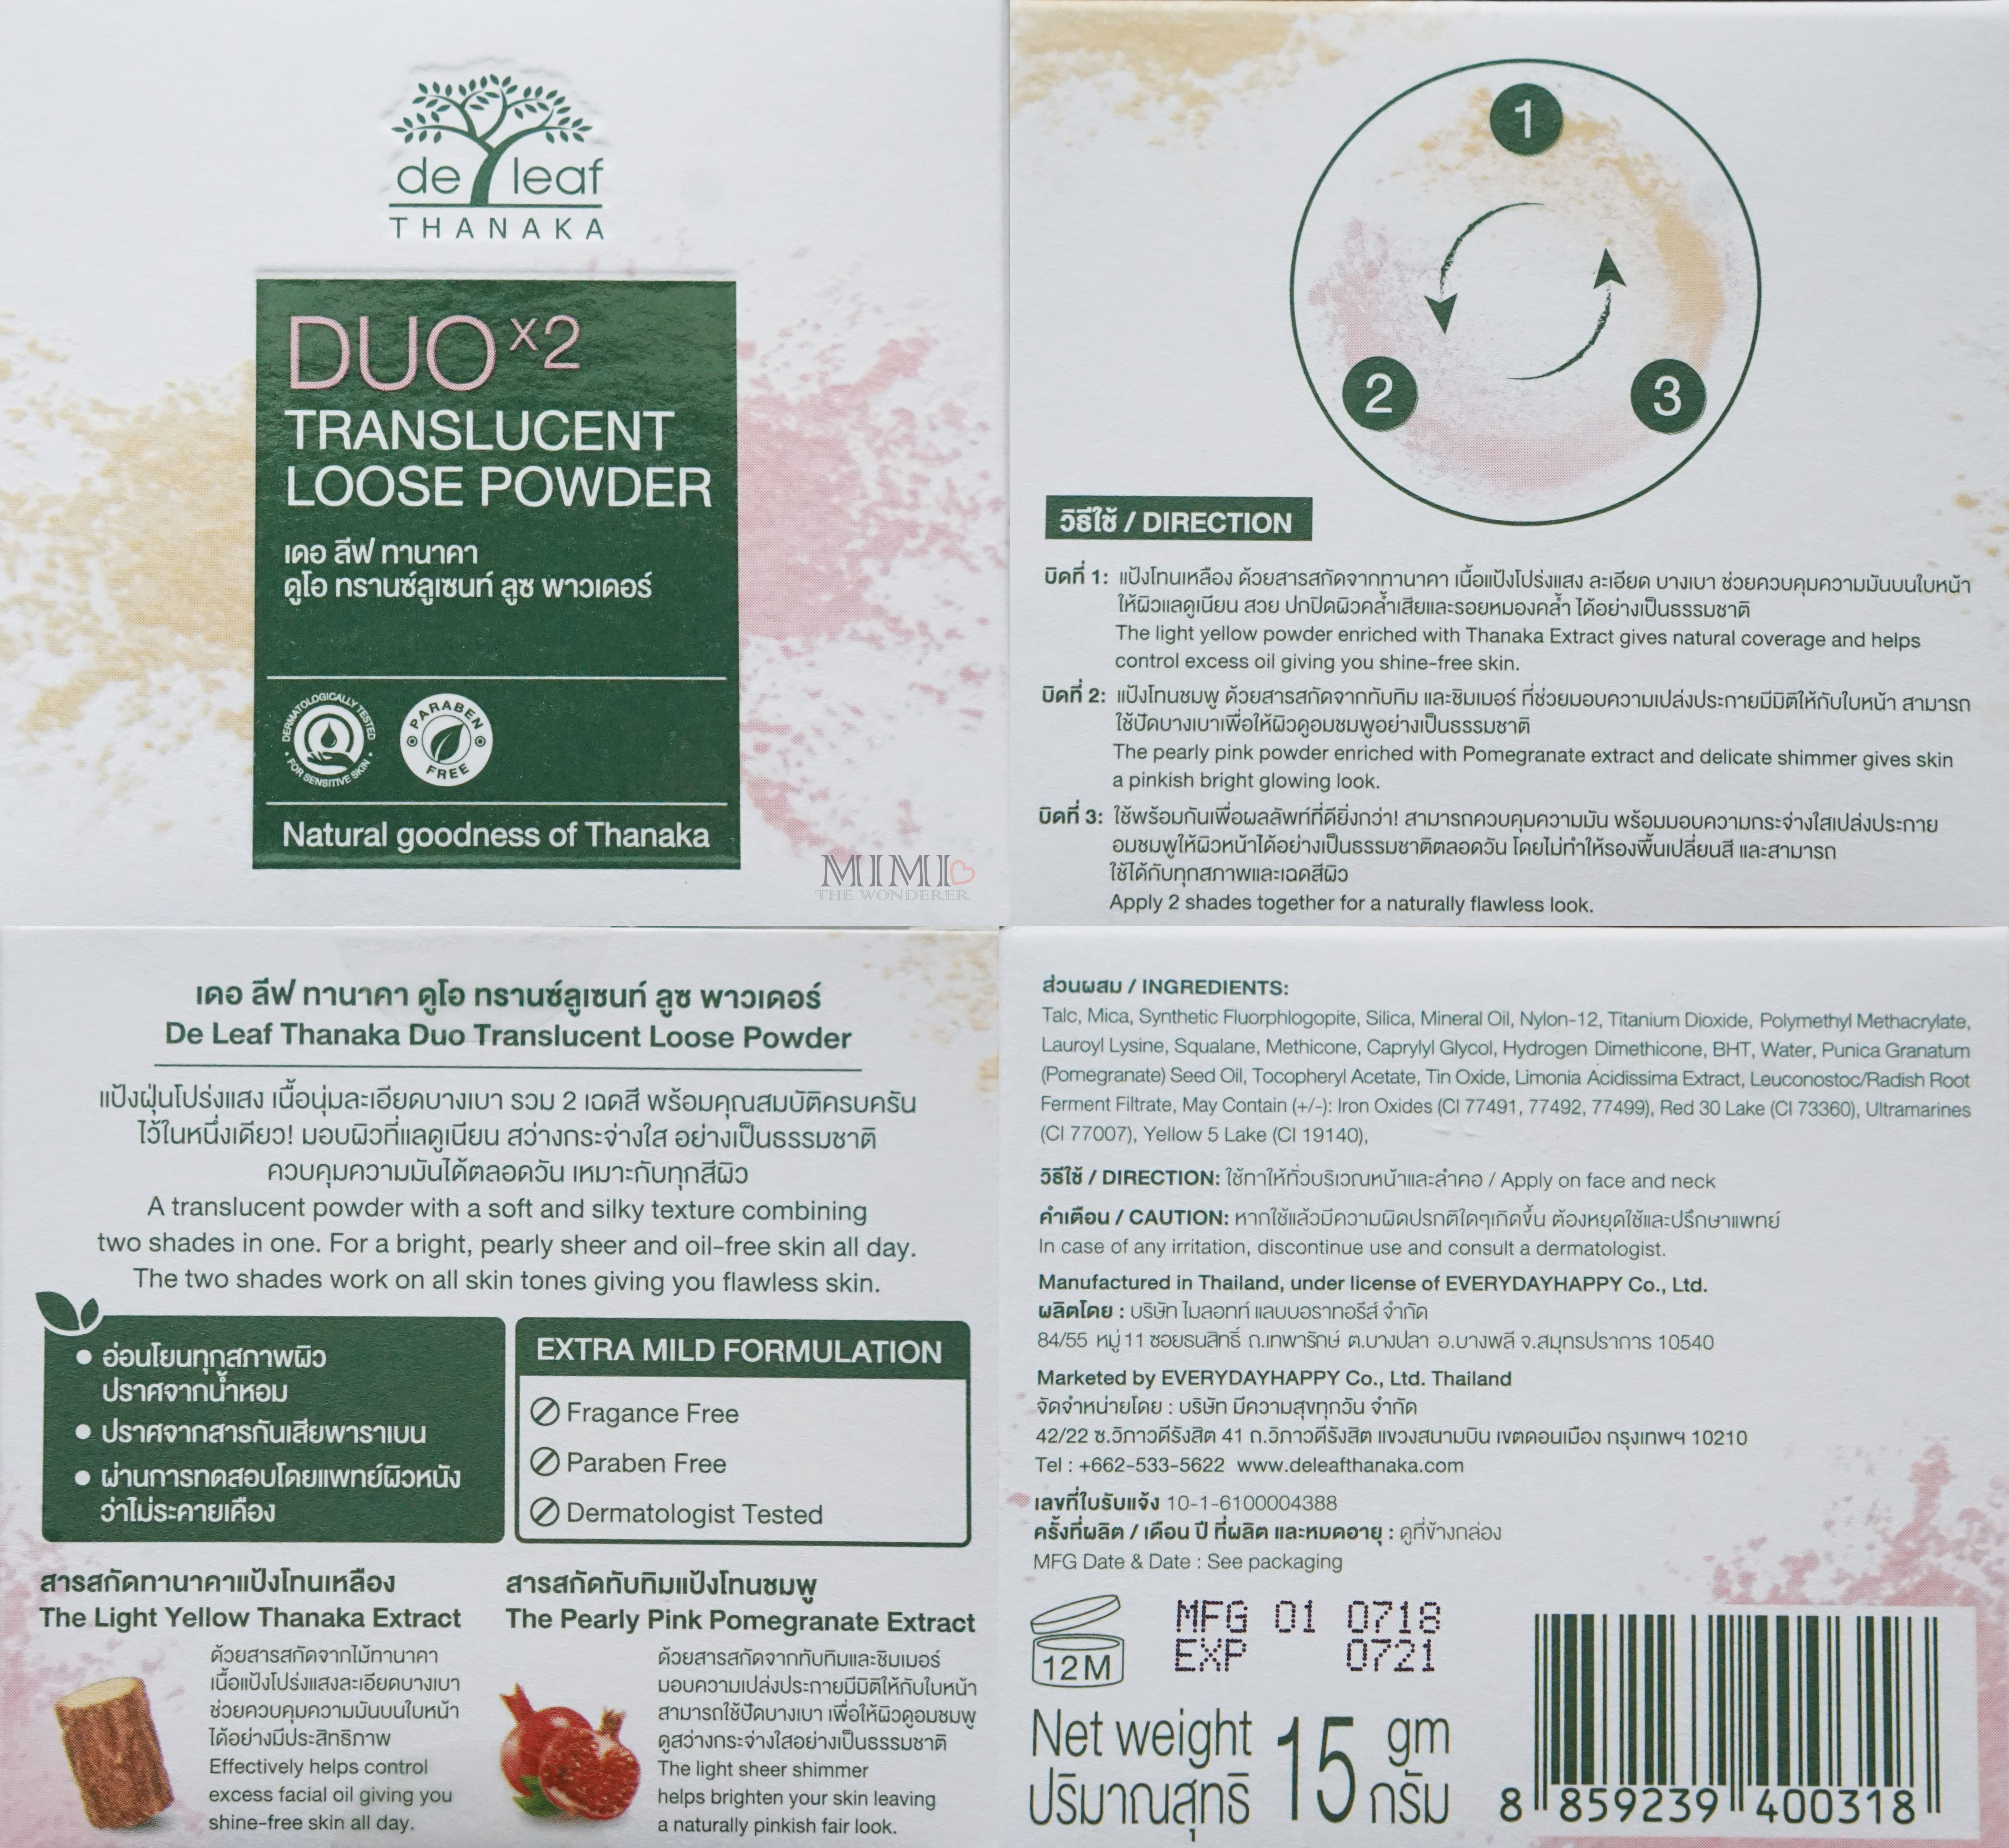 de leaf
THANAKA
DUO x2
TRANSLUCENT
LOOSE POWDER
เดอ ลีฟ ทานาคา
ดูโอ ทรานซ์ลูเซนท์ ลูซ พาวเดอร์
DERMATOLOGICALLY TESTED
FOR SENSITIVE SKIN
PARABEN
FREE
Natural goodness of Thanaka
MIMI
THE WONDERER
1
2
3
วิธีใช้ / DIRECTION
บิดที่ 1: แป้งโทนเหลือง ด้วยสารสกัดจากทานาคา เนื้อแป้งโปร่งแสง ละเอียด บางเบา ช่วยควบคุมความมันบนใบหน้า
ให้ผิวแลดูเนียน สวย ปกปิดผิวคล้ำเสียและรอยหมองคล้ำ ได้อย่างเป็นธรรมชาติ
The light yellow powder enriched with Thanaka Extract gives natural coverage and helps
control excess oil giving you shine-free skin.
บิดที่ 2: แป้งโทนชมพู ด้วยสารสกัดจากทับทิม และชิมเมอร์ ที่ช่วยมอบความเปล่งประกายมีมิติให้กับใบหน้า สามารถ
ใช้ปัดบางเบาเพื่อให้ผิวดูอมชมพูอย่างเป็นธรรมชาติ
The pearly pink powder enriched with Pomegranate extract and delicate shimmer gives skin
a pinkish bright glowing look.
บิดที่ 3: ใช้พร้อมกันเพื่อผลลัพท์ที่ดียิ่งกว่า! สามารถควบคุมความมัน พร้อมมอบความกระจ่างใสเปล่งประกาย
อมชมพูให้ผิวหน้าได้อย่างเป็นธรรมชาติตลอดวัน โดยไม่ทำให้รองพื้นเปลี่ยนสี และสามารถ
ใช้ได้กับทุกสภาพและเฉดสีผิว
Apply 2 shades together for a naturally flawless look.
เดอ ลีฟ ทานาคา ดูโอ ทรานซ์ลูเซนท์ ลูซ พาวเดอร์
De Leaf Thanaka Duo Translucent Loose Powder
แป้งฝุ่นโปร่งแสง เนื้อนุ่มละเอียดบางเบา รวม 2 เฉดสี พร้อมคุณสมบัติครบครัน
ไว้ในหนึ่งเดียว! มอบผิวที่แลดูเนียน สว่างกระจ่างใส อย่างเป็นธรรมชาติ
ควบคุมความมันได้ตลอดวัน เหมาะกับทุกสีผิว
A translucent powder with a soft and silky texture combining
two shades in one. For a bright, pearly sheer and oil-free skin all day.
The two shades work on all skin tones giving you flawless skin.
• อ่อนโยนทุกสภาพผิว
ปราศจากน้ำหอม
• ปราศจากสารกันเสียพาราเบน
• ผ่านการทดสอบโดยแพทย์ผิวหนัง
ว่าไม่ระคายเคือง
EXTRA MILD FORMULATION
Fragance Free
Paraben Free
Dermatologist Tested
สารสกัดทานาคาแป้งโทนเหลือง
The Light Yellow Thanaka Extract
ด้วยสารสกัดจากไม้ทานาคา
เนื้อแป้งโปร่งแสงละเอียดบางเบา
ช่วยควบคุมความมันบนใบหน้า
ได้อย่างมีประสิทธิภาพ
Effectively helps control
excess facial oil giving you
shine-free skin all day.
สารสกัดทับทิมแป้งโทนชมพู
The Pearly Pink Pomegranate Extract
ด้วยสารสกัดจากทับทิมและชิมเมอร์
มอบความเปล่งประกายมีมิติให้กับใบหน้า
สามารถใช้ปัดบางเบา เพื่อให้ผิวดูอมชมพู
ดูสว่างกระจ่างใสอย่างเป็นธรรมชาติ
The light sheer shimmer
helps brighten your skin leaving
a naturally pinkish fair look.
ส่วนผสม / INGREDIENTS:
Talc, Mica, Synthetic Fluorphlogopite, Silica, Mineral Oil, Nylon-12, Titanium Dioxide, Polymethyl Methacrylate,
Lauroyl Lysine, Squalane, Methicone, Caprylyl Glycol, Hydrogen Dimethicone, BHT, Water, Punica Granatum
(Pomegranate) Seed Oil, Tocopheryl Acetate, Tin Oxide, Limonia Acidissima Extract, Leuconostoc/Radish Root
Ferment Filtrate, May Contain (+/-): Iron Oxides (CI 77491, 77492, 77499), Red 30 Lake (CI 73360), Ultramarines
(CI 77007), Yellow 5 Lake (CI 19140),
วิธีใช้ / DIRECTION: ใช้ทาให้ทั่วบริเวณหน้าและลำคอ / Apply on face and neck
คำเตือน / CAUTION: หากใช้แล้วมีความผิดปรกติใดๆเกิดขึ้น ต้องหยุดใช้และปรึกษาแพทย์
In case of any irritation, discontinue use and consult a dermatologist.
Manufactured in Thailand, under license of EVERYDAYHAPPY Co., Ltd.
ผลิตโดย : บริษัท ไมลอทท์ แลบบอราทอรีส์ จำกัด
84/55 หมู่ 11 ซอยธนสิทธิ์ ถ.เทพารักษ์ ต.บางปลา อ.บางพลี จ.สมุทรปราการ 10540
Marketed by EVERYDAYHAPPY Co., Ltd. Thailand
จัดจำหน่ายโดย : บริษัท มีความสุขทุกวัน จำกัด
42/22 ซ.วิภาวดีรังสิต 41 ถ.วิภาวดีรังสิต แขวงสนามบิน เขตดอนเมือง กรุงเทพฯ 10210
Tel : +662-533-5622 www.deleafthanaka.com
เลขที่ใบรับแจ้ง 10-1-6100004388
ครั้งที่ผลิต / เดือน ปี ที่ผลิต และหมดอายุ : ดูที่ข้างกล่อง
MFG Date & Date : See packaging
12M
MFG 01 0718
EXP 0721
Net weight 15 gm
ปริมาณสุทธิ กรัม
8 859239 400318